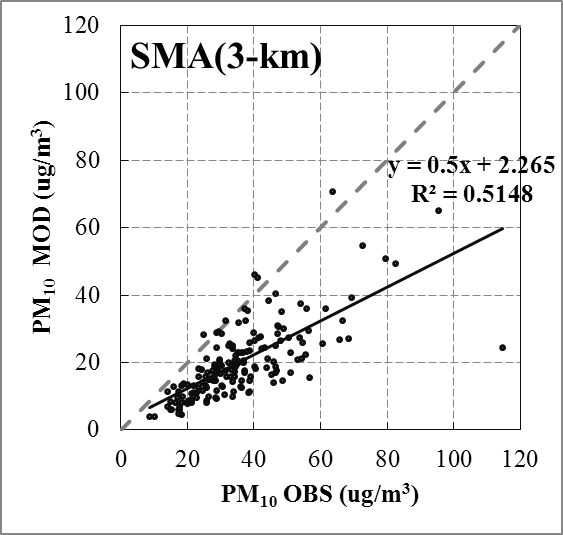 SMA(3-km)
120
100
80
60
40
20
0
y = 0.5x + 2.265
R² = 0.5148
PM₁₀ MOD (ug/m³)
0 20 40 60 80 100 120
PM₁₀ OBS (ug/m³)